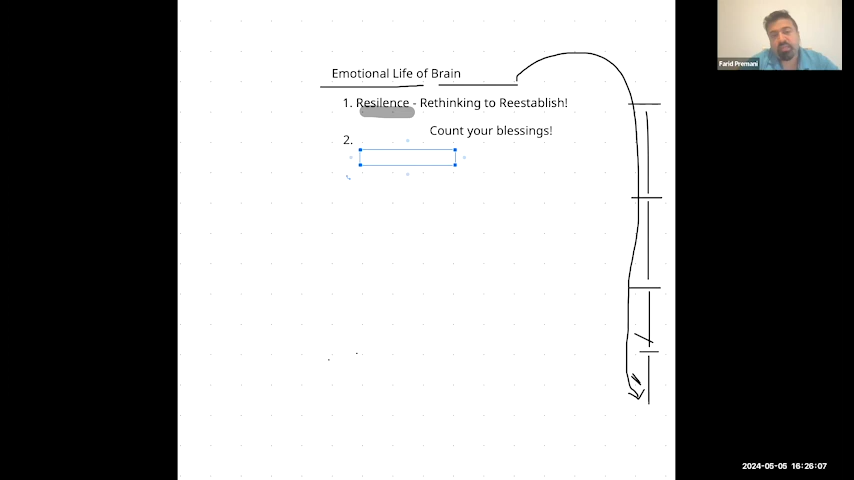 Emotional Life of Brain
1. Resilence - Rethinking to Reestablish!
Count your blessings!
2.
Farid Premani
2024-05-05 16:26:07